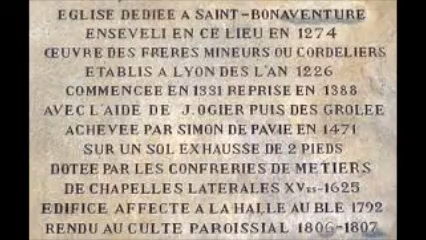 EGLISE DEDIEE A SAINT-BONAVENTURE
ENSEVELI EN CE LIEU EN 1274
ŒUVRE DES FRERES MINEURS OU CORDELIERS
ETABLIS A LYON DES L'AN 1226
COMMENCEE EN 1331 REPRISE EN 1388
AVEC L'AIDE DE J. OGIER PUIS DES GROLEE
ACHEVEE PAR SIMON DE PAVIE EN 1471
SUR UN SOL EXHAUSSE DE 2 PIEDS
DOTEE PAR LES CONFRERIES DE METIERS
DE CHAPELLES LATERALES XVES-1625
EDIFICE AFFECTE A LA HALLE AU BLE 1792
RENDU AU CULTE PAROISSIAL 1806-1807